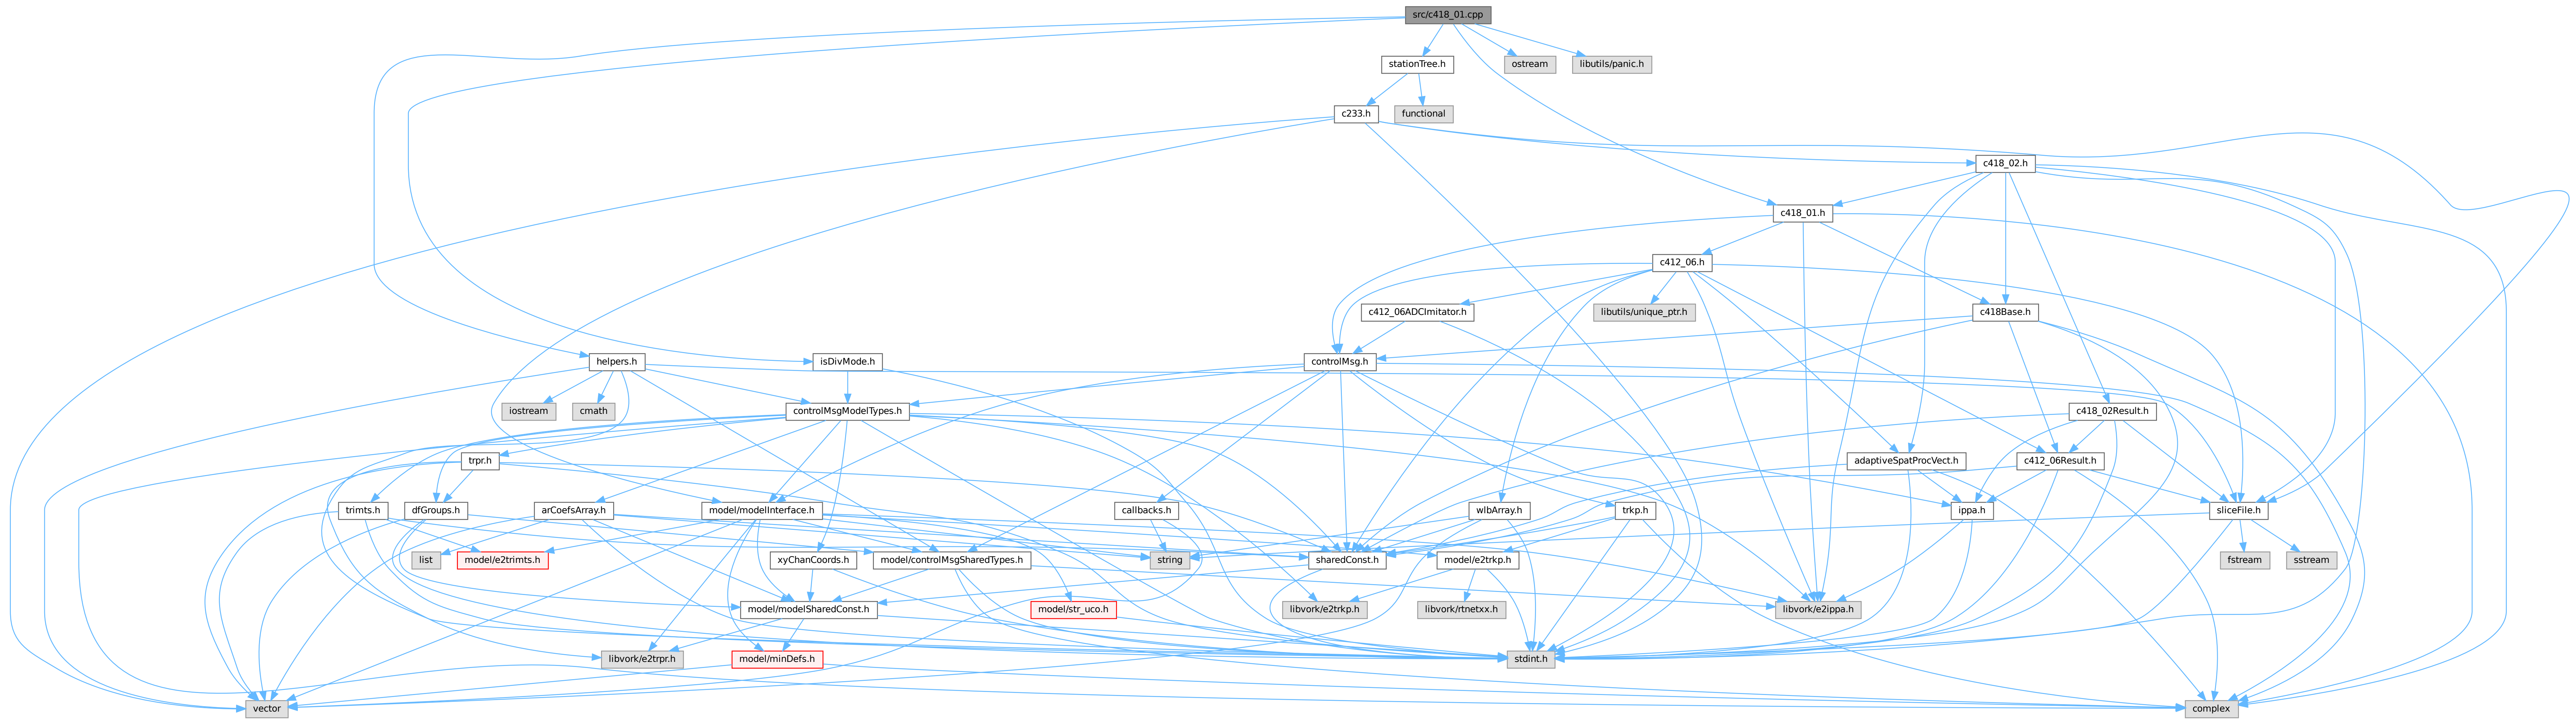 src/c418_01.cpp
stationTree.h
ostream
libutils/panic.h
c233.h
functional
c418_02.h
c418_01.h
c412_06.h
c412_06ADCImitator.h
libutils/unique_ptr.h
c418Base.h
helpers.h
isDivMode.h
controlMsg.h
iostream
cmath
controlMsgModelTypes.h
c418_02Result.h
trpr.h
adaptiveSpatProcVect.h
c412_06Result.h
trimts.h
dfGroups.h
arCoefsArray.h
model/modelInterface.h
callbacks.h
wlbArray.h
trkp.h
ippa.h
sliceFile.h
list
model/e2trimts.h
xyChanCoords.h
model/controlMsgSharedTypes.h
string
sharedConst.h
model/e2trkp.h
fstream
sstream
model/modelSharedConst.h
model/str_uco.h
libvork/e2trkp.h
libvork/rtnetxx.h
libvork/e2ippa.h
libvork/e2trpr.h
model/minDefs.h
stdint.h
vector
complex